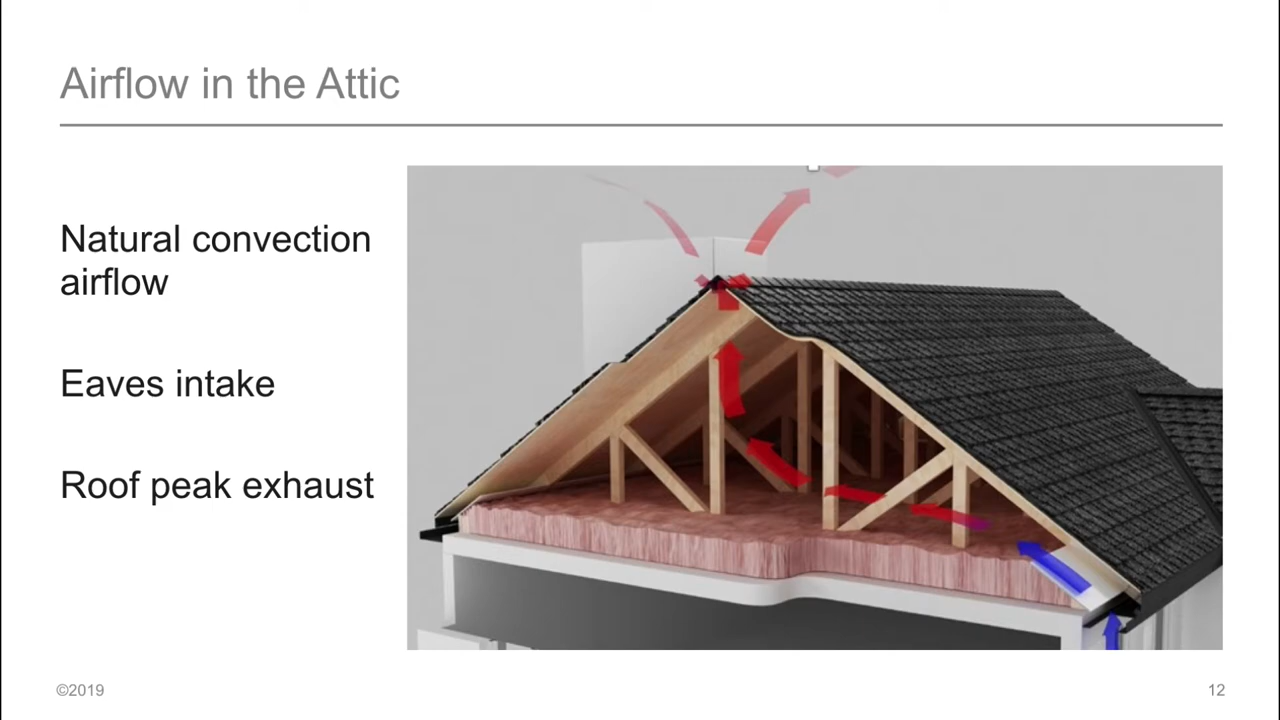 Airflow in the Attic
Natural convection
airflow
Eaves intake
Roof peak exhaust
©2019
12